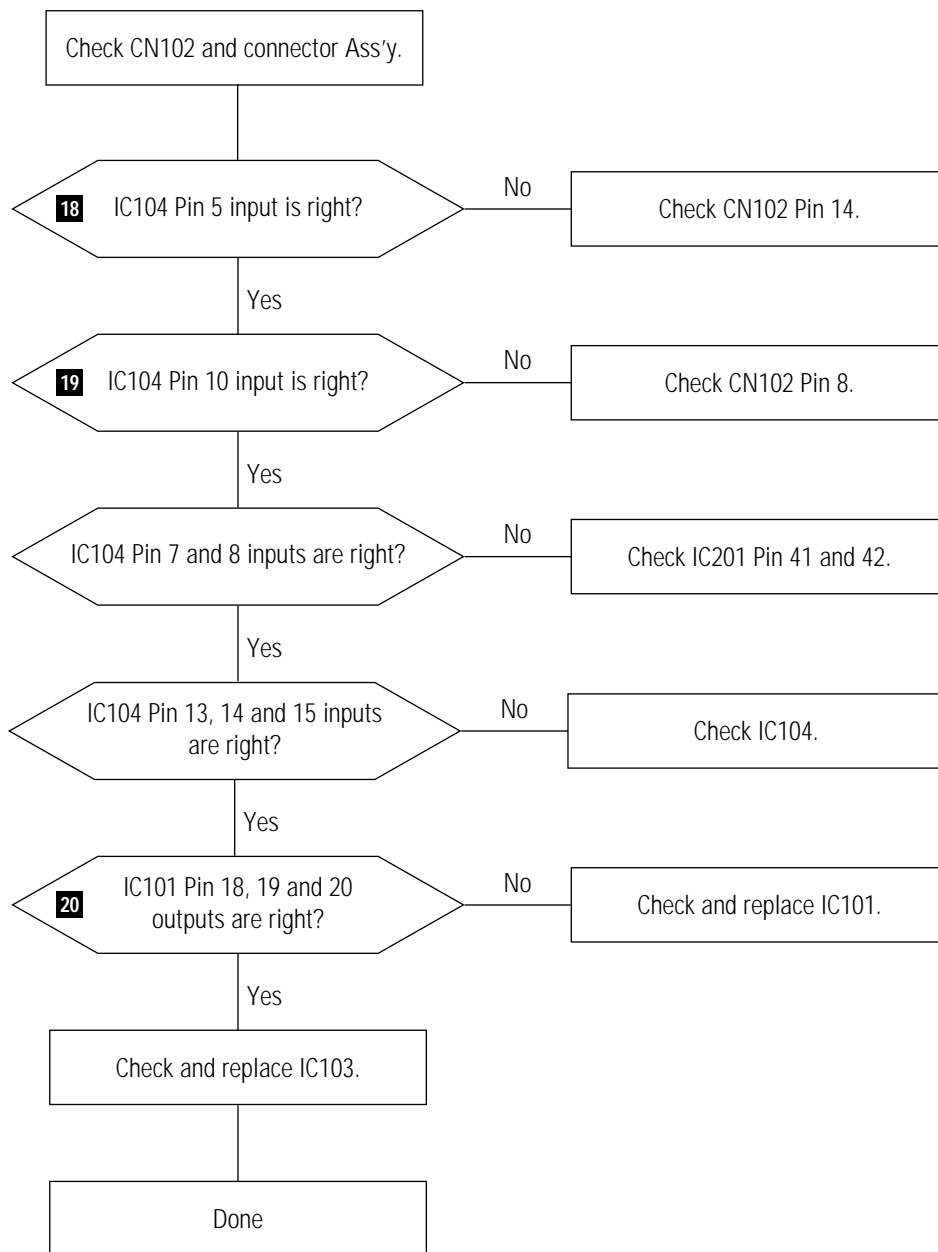 Check CN102 and connector Ass'y.
18 IC104 Pin 5 input is right?
No
Check CN102 Pin 14.
Yes
19 IC104 Pin 10 input is right?
No
Check CN102 Pin 8.
Yes
IC104 Pin 7 and 8 inputs are right?
No
Check IC201 Pin 41 and 42.
Yes
IC104 Pin 13, 14 and 15 inputs
are right?
No
Check IC104.
Yes
20 IC101 Pin 18, 19 and 20
outputs are right?
No
Check and replace IC101.
Yes
Check and replace IC103.
Done